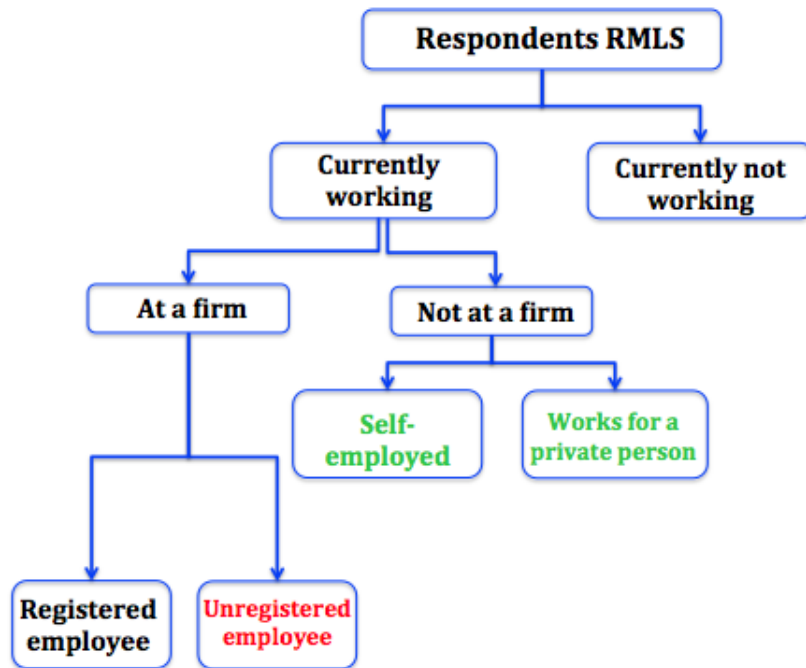 Respondents RMLS
Currently
working
Currently not
working
At a firm
Not at a firm
Self-
employed
Works for a
private person
Registered
employee
Unregistered
employee